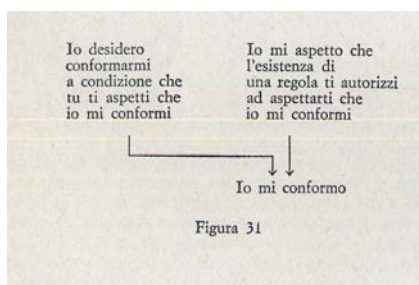 Io desidero
conformarmi
a condizione che
tu ti aspetti che
io mi conformi
Io mi aspetto che
l'esistenza di
una regola ti autorizzi
ad aspettarti che
io mi conformi
Io mi conformo
Figura 31